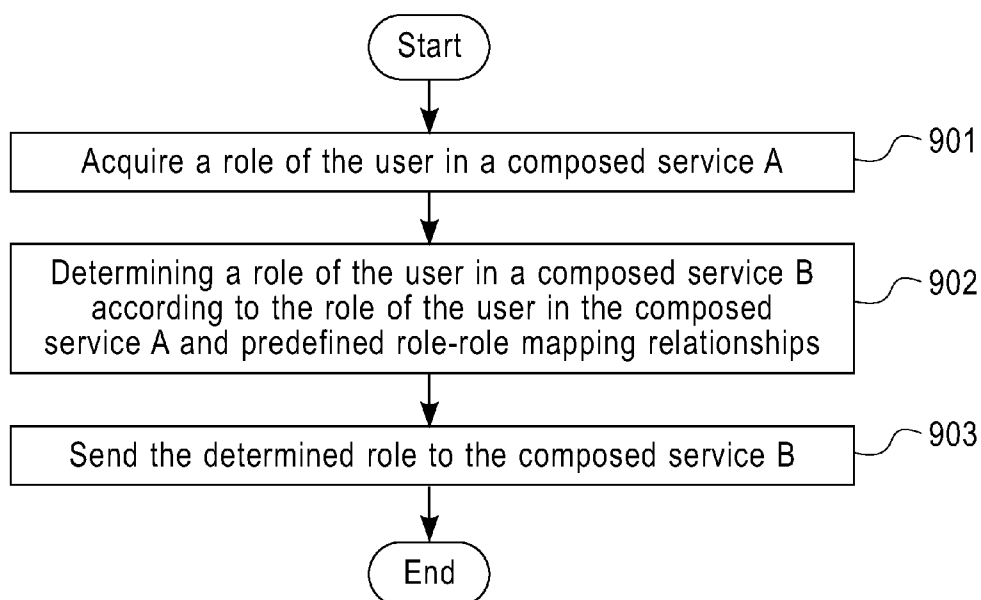 Start
Acquire a role of the user in a composed service A
901
Determining a role of the user in a composed service B
according to the role of the user in the composed
service A and predefined role-role mapping relationships
902
Send the determined role to the composed service B
903
End